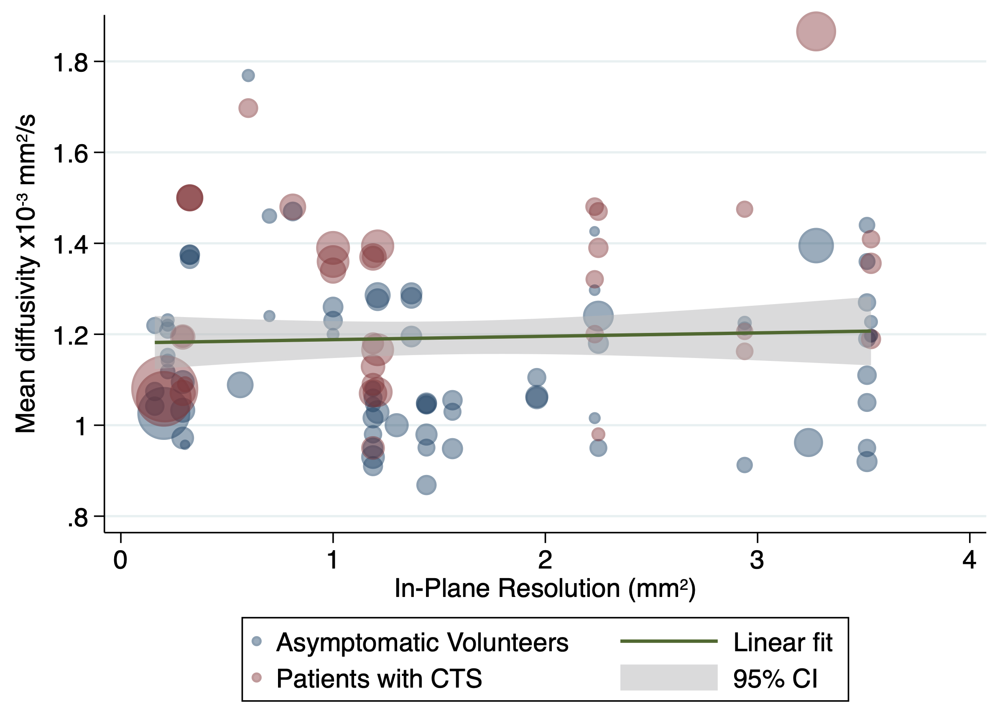 Mean diffusivity x10⁻³ mm²/s
1.8
1.6
1.4
1.2
1
.8
0 1 2 3 4
In-Plane Resolution (mm²)
Asymptomatic Volunteers Linear fit
Patients with CTS 95% CI